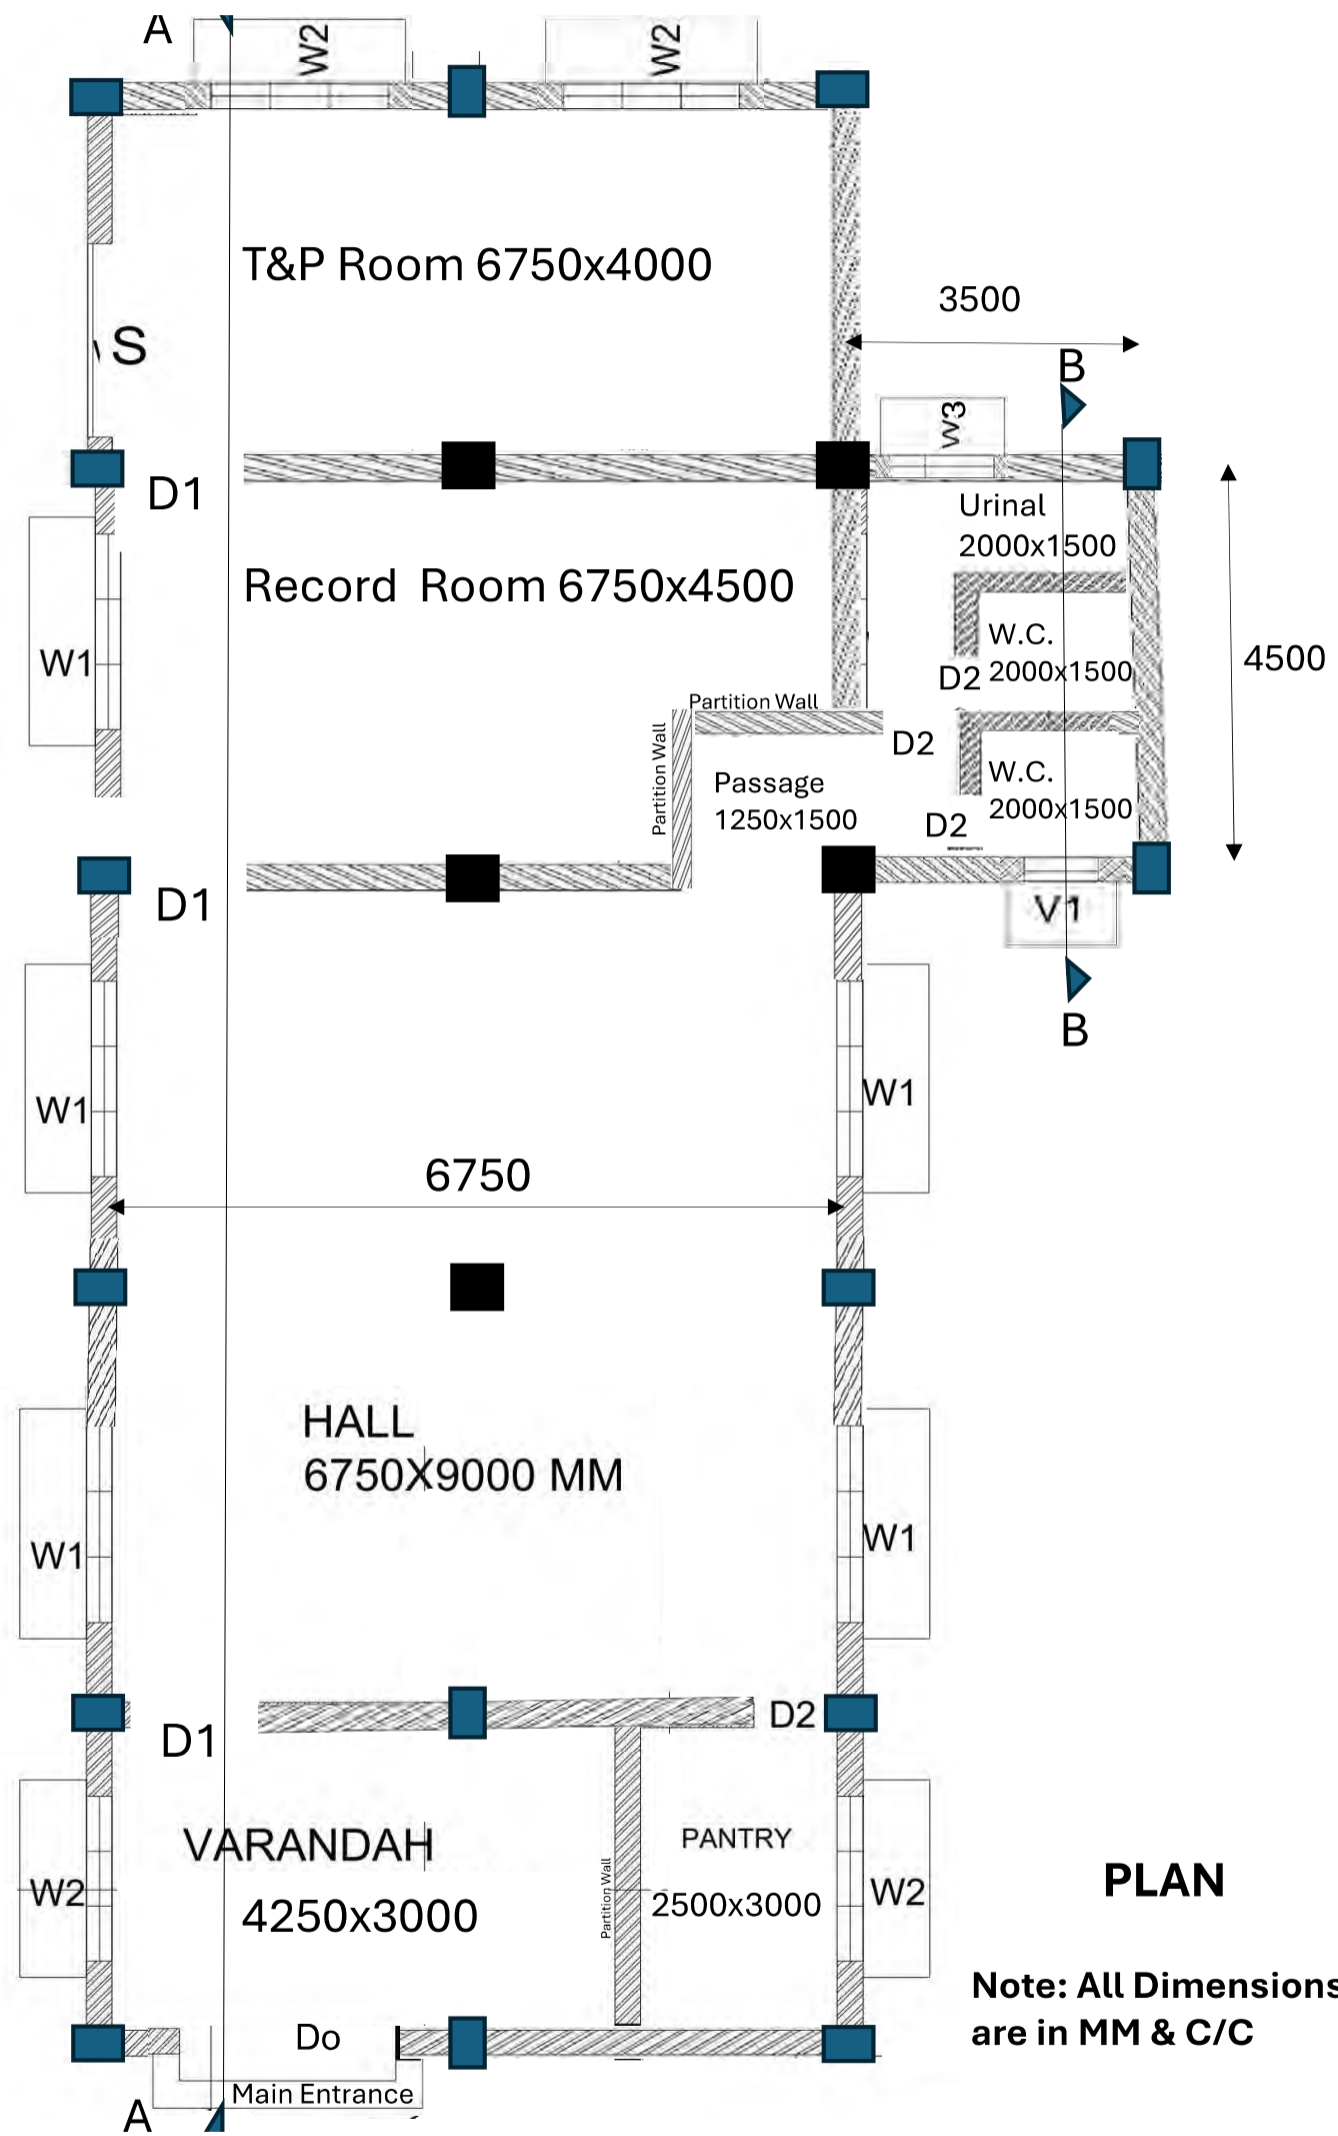 A
W2
W2
T&P Room 6750x4000
3500
S
B
W3
D1
Urinal
2000x1500
Record Room 6750x4500
W.C.
2000x1500
D2
W1
4500
Partition Wall
Partition Wall
D2
Passage
1250x1500
W.C.
2000x1500
D2
D1
V1
B
W1
W1
6750
HALL
6750X9000 MM
W1
W1
D1
D2
VARANDAH
4250x3000
PANTRY
2500x3000
Partition Wall
W2
W2
PLAN
Note: All Dimensions
are in MM & C/C
Do
Main Entrance
A